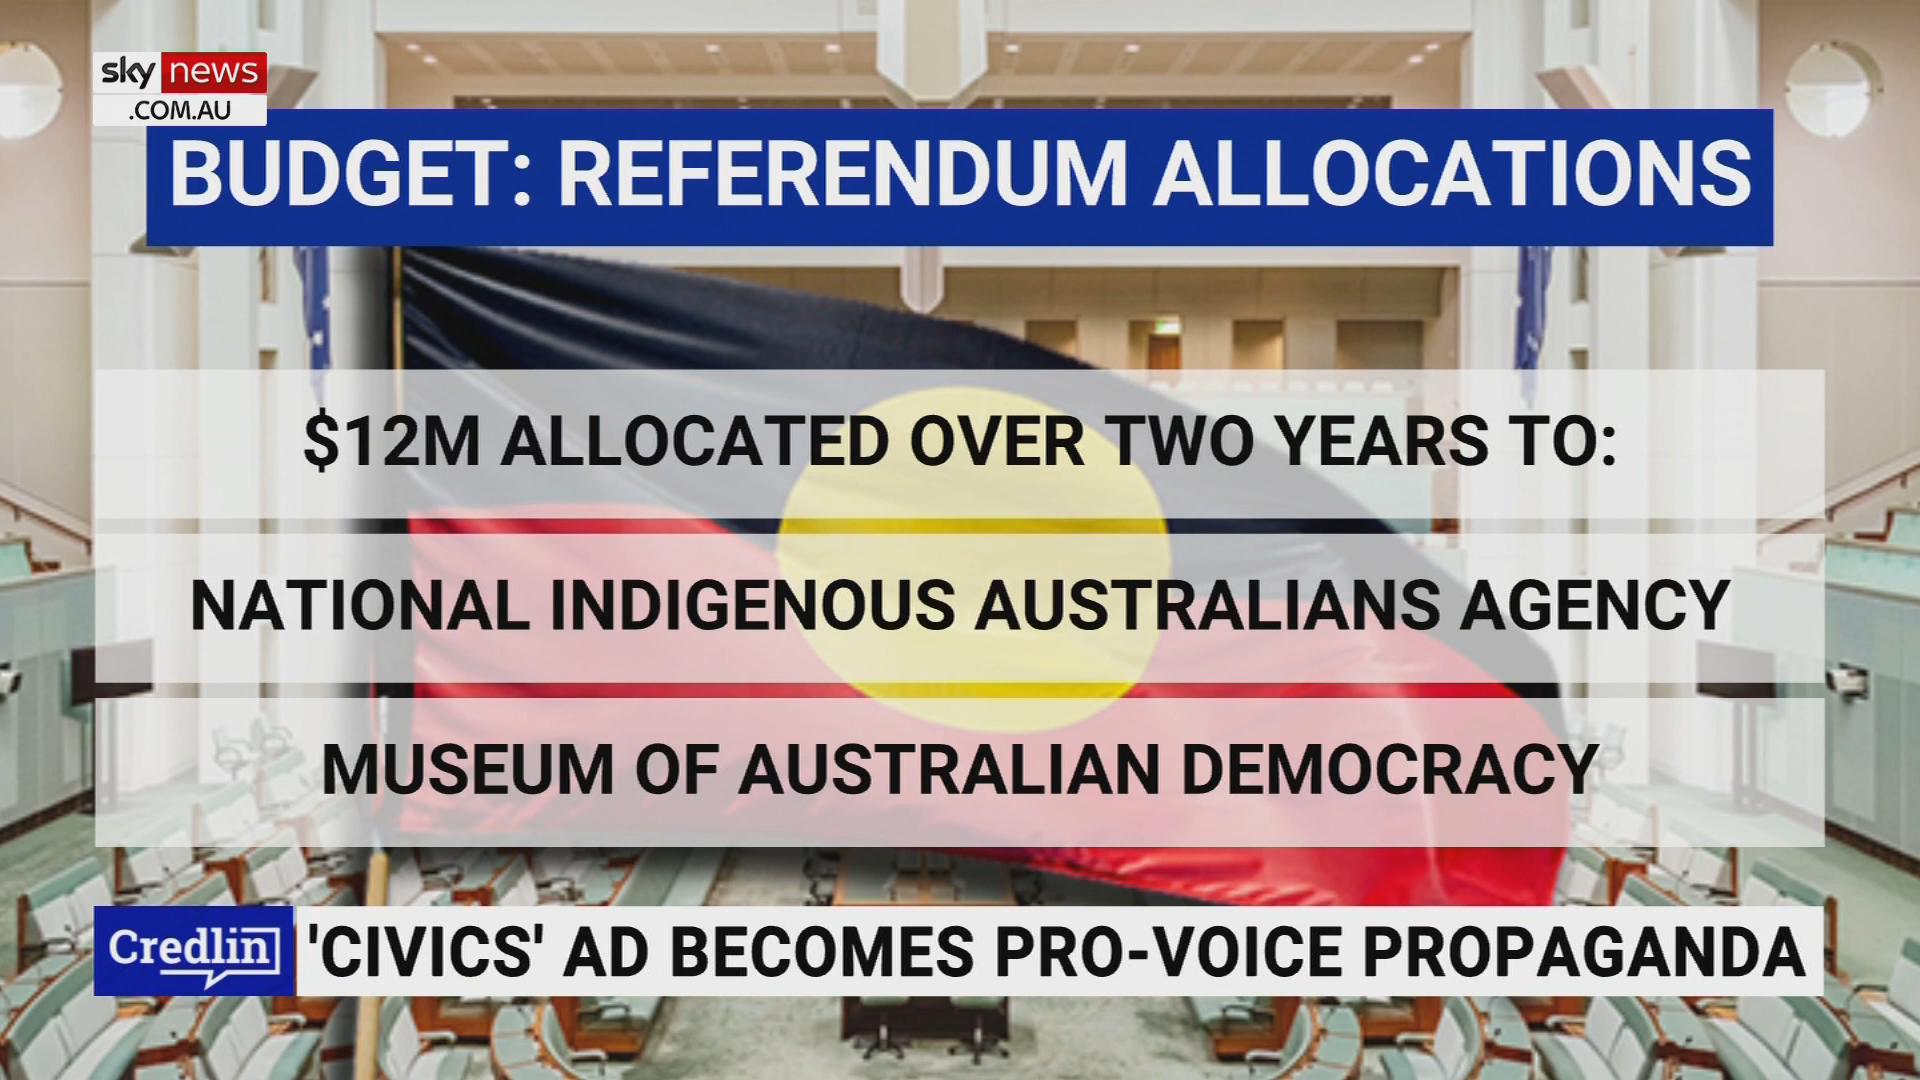 sky news
.COM.AU
BUDGET: REFERENDUM ALLOCATIONS
$12M ALLOCATED OVER TWO YEARS TO:
NATIONAL INDIGENOUS AUSTRALIANS AGENCY
MUSEUM OF AUSTRALIAN DEMOCRACY
Credlin 'CIVICS' AD BECOMES PRO-VOICE PROPAGANDA